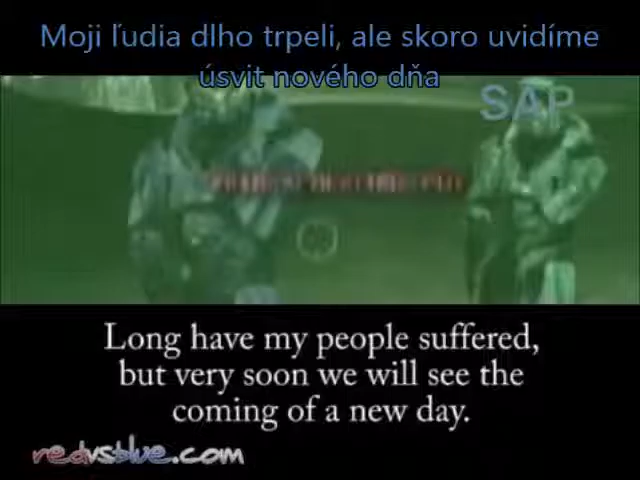 Moji ľudia dlho trpeli, ale skoro uvidíme
úsvit nového dňa
SAP
Long have my people suffered,
but very soon we will see the
coming of a new day.
redvsblue.com